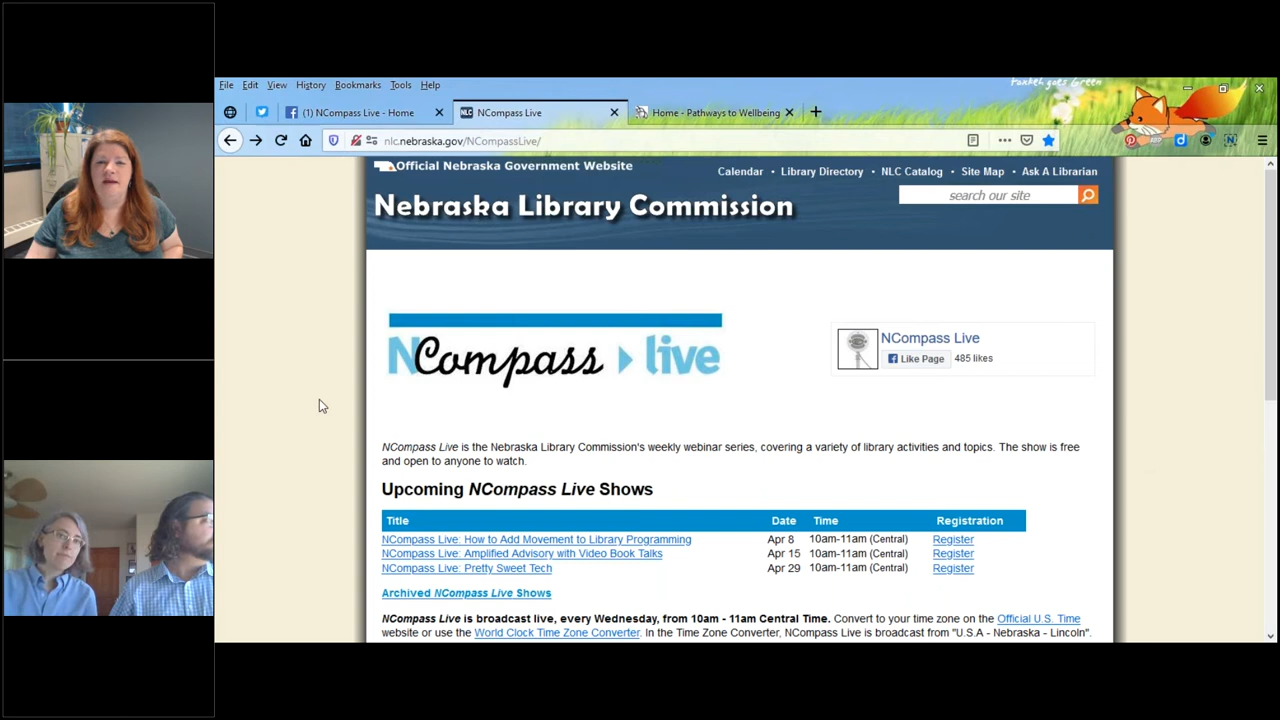 Foxkeh goes Green
File Edit View History Bookmarks Tools Help
(1) NCompass Live - Home
NLC NCompass Live
Home - Pathways to Wellbeing
nlc.nebraska.gov/NCompassLive/
Official Nebraska Government Website
Calendar • Library Directory • NLC Catalog • Site Map • Ask A Librarian
Nebraska Library Commission
search our site
NCompass live
NCompass Live
Like Page 485 likes
NCompass Live is the Nebraska Library Commission's weekly webinar series, covering a variety of library activities and topics. The show is free
and open to anyone to watch.
Upcoming NCompass Live Shows
Title Date Time Registration
NCompass Live: How to Add Movement to Library Programming Apr 8 10am-11am (Central) Register
NCompass Live: Amplified Advisory with Video Book Talks Apr 15 10am-11am (Central) Register
NCompass Live: Pretty Sweet Tech Apr 29 10am-11am (Central) Register
Archived NCompass Live Shows
NCompass Live is broadcast live, every Wednesday, from 10am - 11am Central Time. Convert to your time zone on the Official U.S. Time
website or use the World Clock Time Zone Converter. In the Time Zone Converter, NCompass Live is broadcast from "U.S.A - Nebraska - Lincoln".